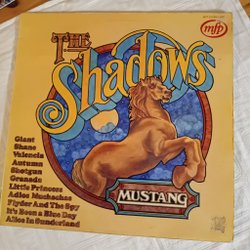 mfp
THE
Shadows
Giant
Shane
Valencia
Autumn
Shotgun
Granada
Little Princess
Adios Muchachas
Flyder And The Spy
It's Been a Blue Day
Alice In Sunderland
MUSTANG